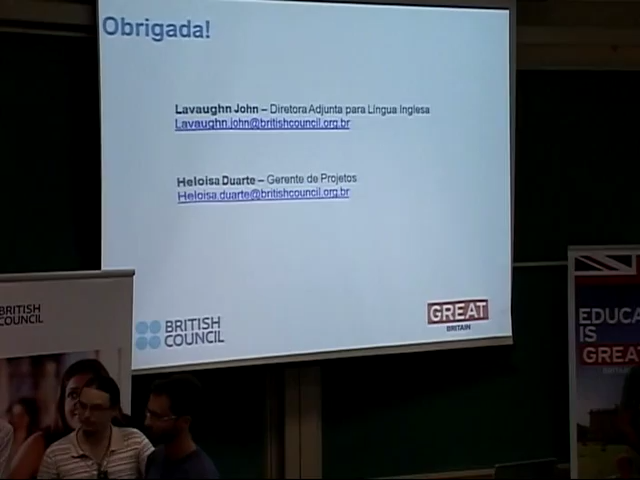 Obrigada!
Lavaughn John – Diretora Adjunta para Língua Inglesa
Lavaughn.john@britishcouncil.org.br
Heloisa Duarte – Gerente de Projetos
Heloisa.duarte@britishcouncil.org.br
BRITISH
COUNCIL
GREAT
BRITAIN
BRITISH
COUNCIL
EDUCA
IS
GREAT